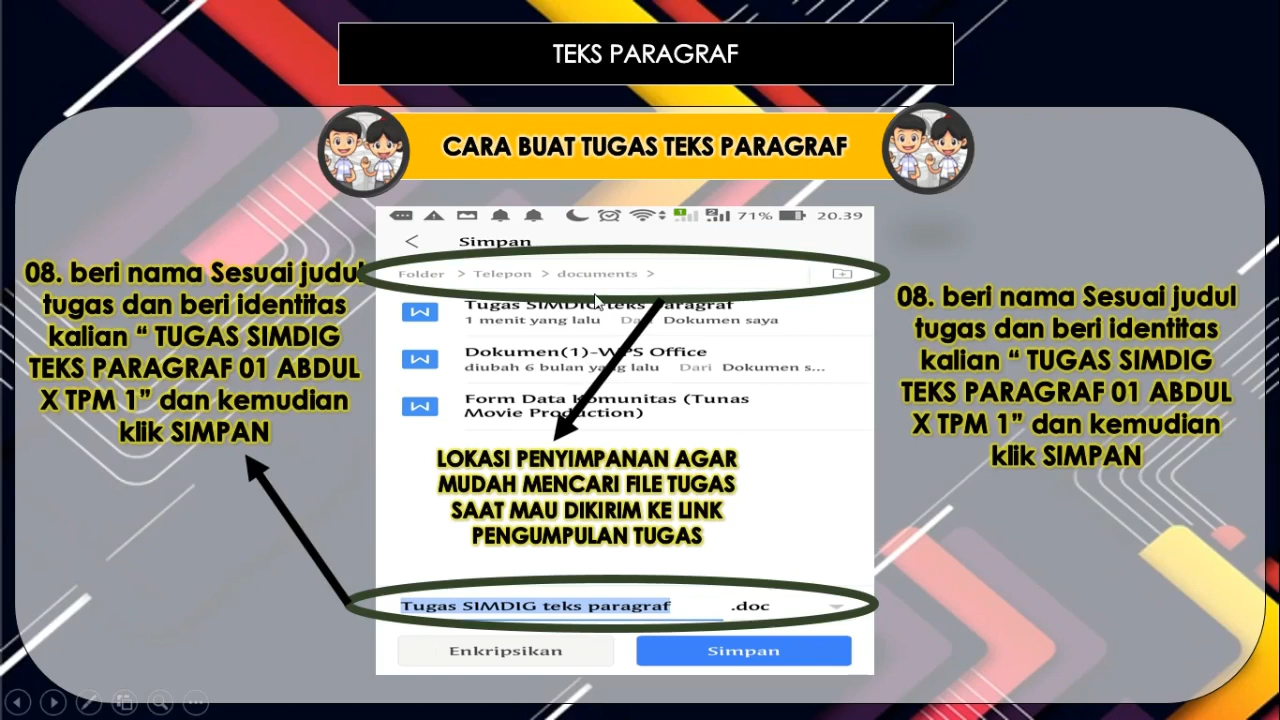 TEKS PARAGRAF
CARA BUAT TUGAS TEKS PARAGRAF
08. beri nama Sesuai judul
tugas dan beri identitas
kalian “ TUGAS SIMDIG
TEKS PARAGRAF 01 ABDUL
X TPM 1” dan kemudian
klik SIMPAN
1
2
71%
20.39
Simpan
Folder > Telepon > documents >
Tugas SIMDIG teks paragraf
1 menit yang lalu Dari Dokumen saya
Dokumen(1)-WPS Office
diubah 6 bulan yang lalu Dari Dokumen s...
Form Data Komunitas (Tunas
Movie Production)
LOKASI PENYIMPANAN AGAR
MUDAH MENCARI FILE TUGAS
SAAT MAU DIKIRIM KE LINK
PENGUMPULAN TUGAS
Tugas SIMDIG teks paragraf .doc
Enkripsikan
Simpan
08. beri nama Sesuai judul
tugas dan beri identitas
kalian “ TUGAS SIMDIG
TEKS PARAGRAF 01 ABDUL
X TPM 1” dan kemudian
klik SIMPAN